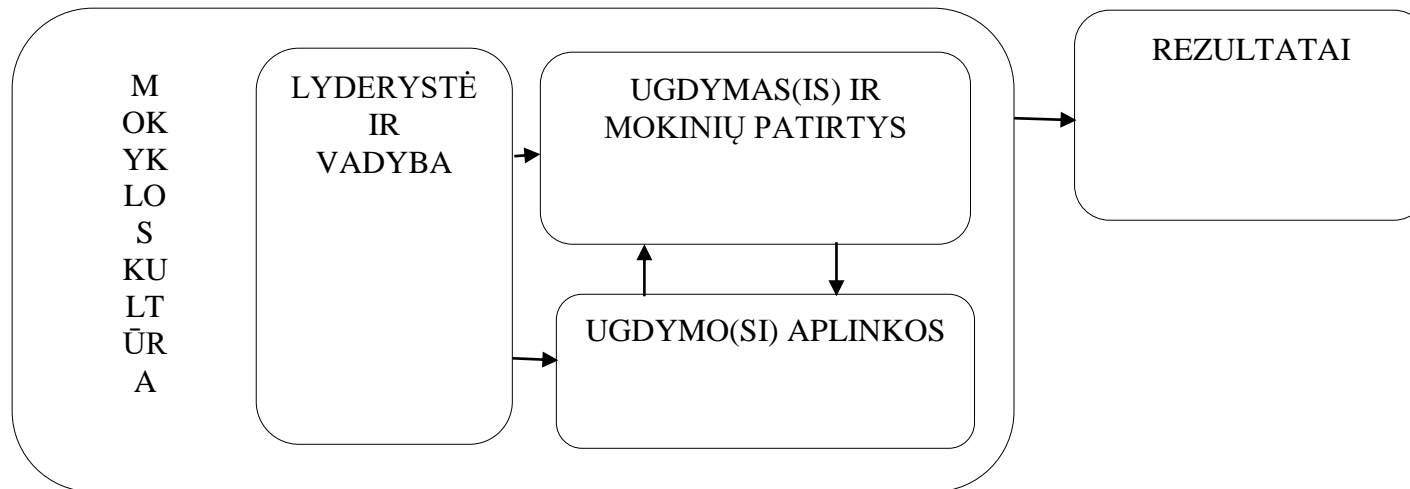 M
OK
YK
LO
S
KU
LT
ŪR
A
LYDERYSTĖ
IR
VADYBA
UGDYMAS(IS) IR
MOKINIŲ PATIRTYS
UGDYMO(SI) APLINKOS
REZULTATAI